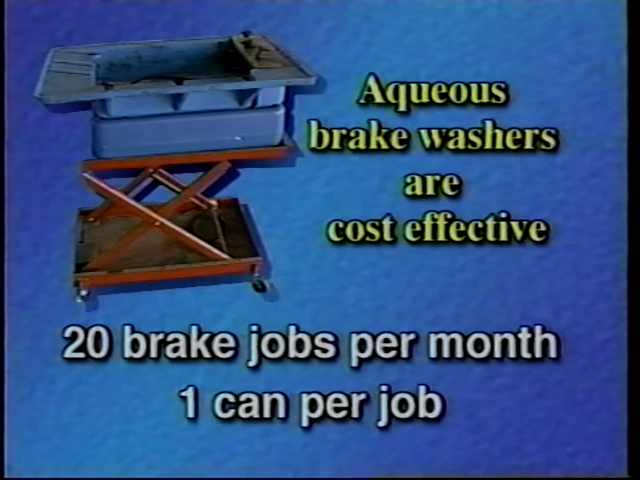 Aqueous
brake washers
are
cost effective
20 brake jobs per month
1 can per job